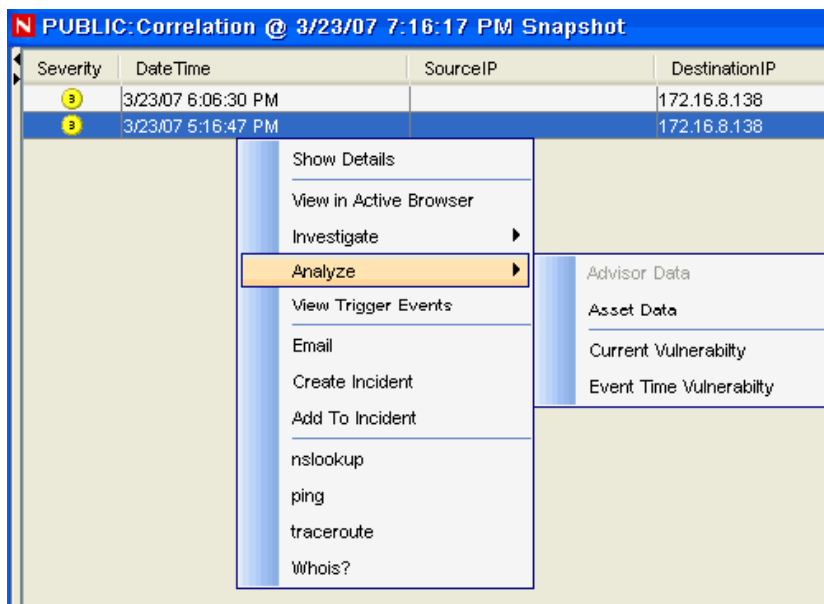 N PUBLIC:Correlation @ 3/23/07 7:16:17 PM Snapshot
Severity DateTime SourceIP DestinationIP
3 3/23/07 6:06:30 PM 172.16.8.138
3 3/23/07 5:16:47 PM 172.16.8.138
Show Details
View in Active Browser
Investigate
Analyze
View Trigger Events
Email
Create Incident
Add To Incident
nslookup
ping
traceroute
Whois?
Advisor Data
Asset Data
Current Vulnerabilty
Event Time Vulnerabilty